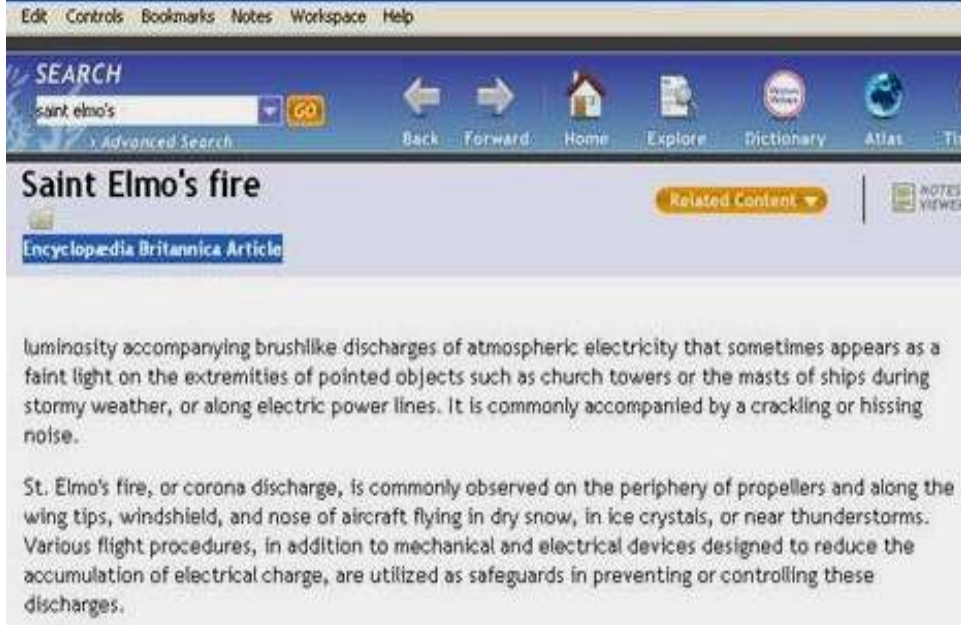 Edit Controls Bookmarks Notes Workspace Help
SEARCH
saint elmo's GO
› Advanced Search
Back Forward Home Explore Dictionary Atlas
Saint Elmo's fire
Related Content
NOTES
VIEWER
Encyclopædia Britannica Article
luminosity accompanying brushlike discharges of atmospheric electricity that sometimes appears as a
faint light on the extremities of pointed objects such as church towers or the masts of ships during
stormy weather, or along electric power lines. It is commonly accompanied by a crackling or hissing
noise.
St. Elmo's fire, or corona discharge, is commonly observed on the periphery of propellers and along the
wing tips, windshield, and nose of aircraft flying in dry snow, in ice crystals, or near thunderstorms.
Various flight procedures, in addition to mechanical and electrical devices designed to reduce the
accumulation of electrical charge, are utilized as safeguards in preventing or controlling these
discharges.